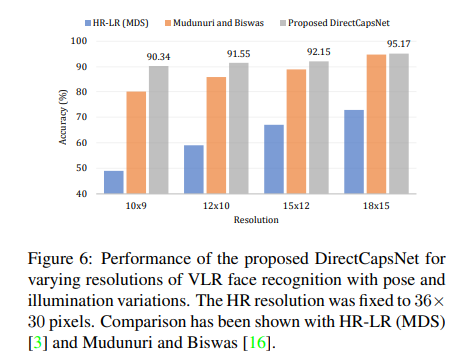 HR-LR (MDS) Mudunuri and Biswas Proposed DirectCapsNet
100
90
80
70
60
50
40
Accuracy (%)
90.34
91.55
92.15
95.17
10x9 12x10 15x12 18x15
Resolution
Figure 6: Performance of the proposed DirectCapsNet for
varying resolutions of VLR face recognition with pose and
illumination variations. The HR resolution was fixed to 36×
30 pixels. Comparison has been shown with HR-LR (MDS)
[3] and Mudunuri and Biswas [16].